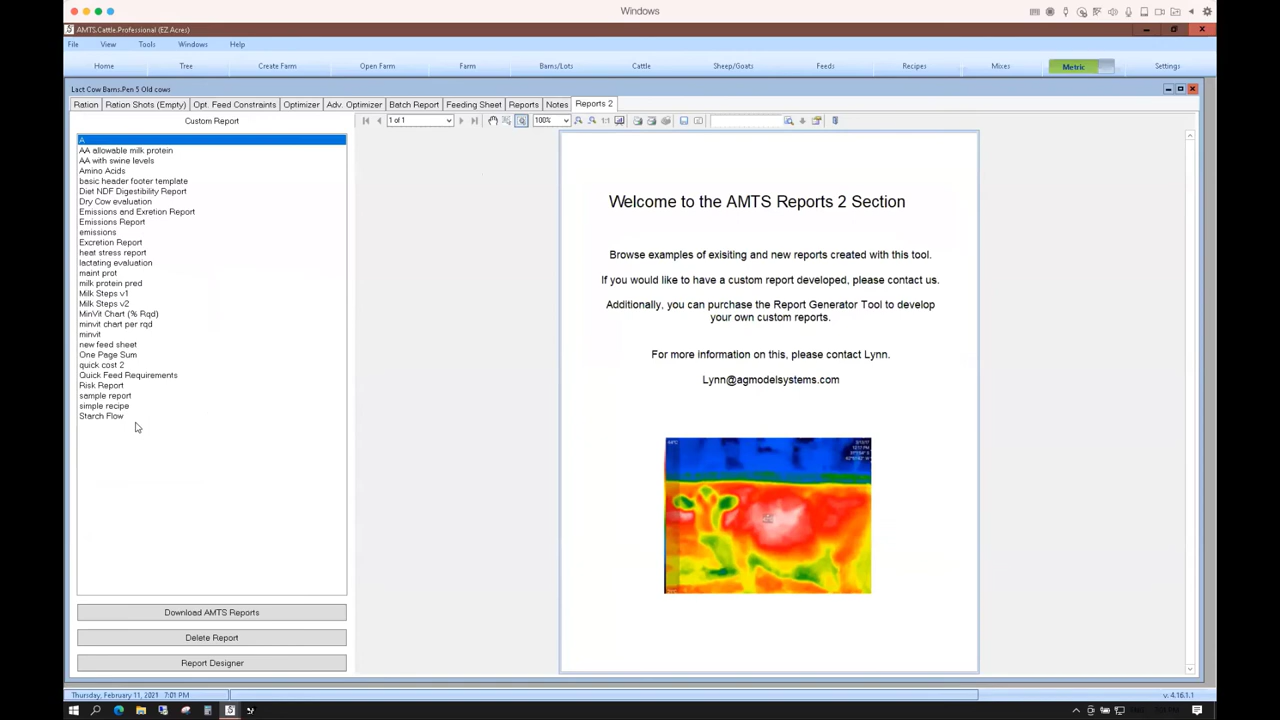 Windows
AMTS.Cattle.Professional (EZ Acres)
File View Tools Windows Help
Home Tree Create Farm Open Farm Farm Barns/Lots Cattle Sheep/Goats Feeds Recipes Mixes Metric Settings
Lact Cow Barns.Pen 5 Old cows
Ration Ration Shots (Empty) Opt. Feed Constraints Optimizer Adv. Optimizer Batch Report Feeding Sheet Reports Notes Reports 2
Custom Report
1 of 1 100% 1:1
A
AA allowable milk protein
AA with swine levels
Amino Acids
basic header footer template
Diet NDF Digestibility Report
Dry Cow evaluation
Emissions and Exretion Report
Emissions Report
emissions
Excretion Report
heat stress report
lactating evaluation
maint prot
milk protein pred
Milk Steps v1
Milk Steps v2
MinVit Chart (% Rqd)
minvit chart per rqd
minvit
new feed sheet
One Page Sum
quick cost 2
Quick Feed Requirements
Risk Report
sample report
simple recipe
Starch Flow
Download AMTS Reports
Delete Report
Report Designer
Welcome to the AMTS Reports 2 Section
Browse examples of exisiting and new reports created with this tool.
If you would like to have a custom report developed, please contact us.
Additionally, you can purchase the Report Generator Tool to develop
your own custom reports.
For more information on this, please contact Lynn.
Lynn@agmodelsystems.com
Thursday, February 11, 2021 7:01 PM
v. 4.16.1.1